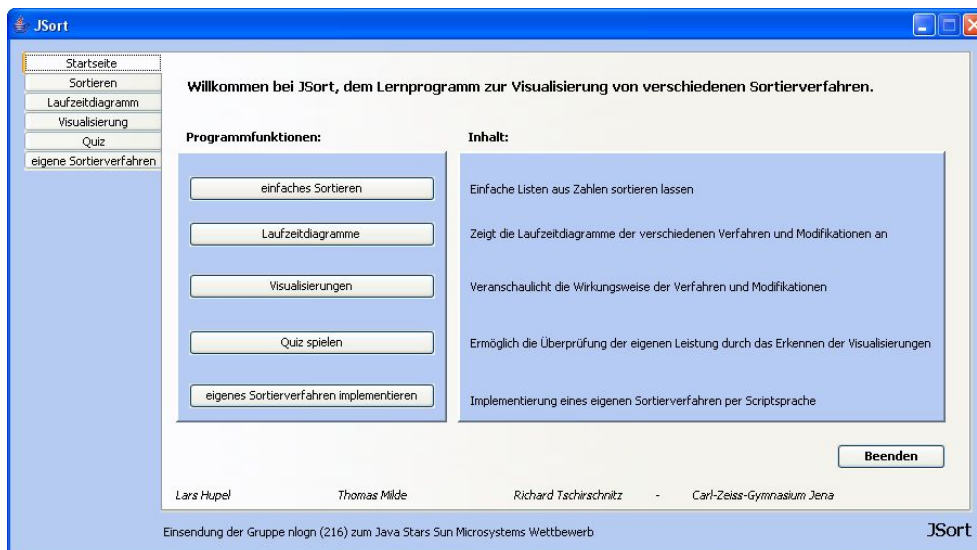 JSort
Startseite
Sortieren
Laufzeitdiagramm
Visualisierung
Quiz
eigene Sortierverfahren
Willkommen bei JSort, dem Lernprogramm zur Visualisierung von verschiedenen Sortierverfahren.
Programmfunktionen: Inhalt:
einfaches Sortieren Einfache Listen aus Zahlen sortieren lassen
Laufzeitdiagramme Zeigt die Laufzeitdiagramme der verschiedenen Verfahren und Modifikationen an
Visualisierungen Veranschaulicht die Wirkungsweise der Verfahren und Modifikationen
Quiz spielen Ermöglich die Überprüfung der eigenen Leistung durch das Erkennen der Visualisierungen
eigenes Sortierverfahren implementieren Implementierung eines eigenen Sortierverfahren per Scriptsprache
Beenden
Lars Hupel Thomas Milde Richard Tschirschnitz - Carl-Zeiss-Gymnasium Jena
Einsendung der Gruppe nlogn (216) zum Java Stars Sun Microsystems Wettbewerb JSort